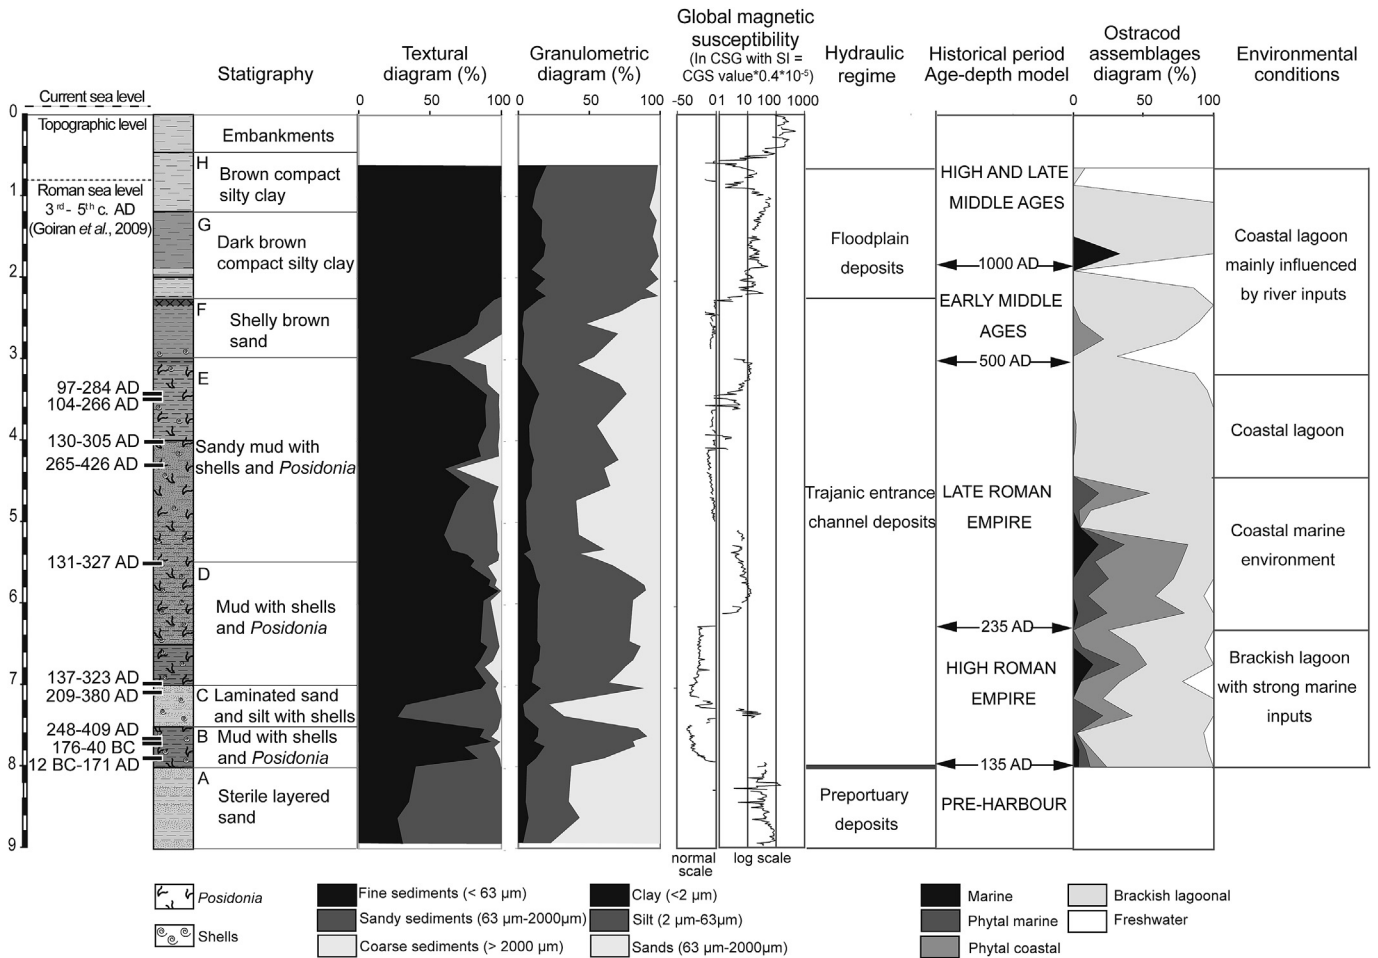 Global magnetic
susceptibility
(In CSG with SI =
CGS value*0.4*10-5)
Stratigraphy
Textural
diagram (%)
Granulometric
diagram (%)
Hydraulic
regime
Historical period
Age-depth model
Ostracod
assemblages
diagram (%)
Environmental
conditions
Current sea level
0 50 100
0 50 100
-50 0 1 10 100 1000
0 50 100
0
1
2
3
4
5
6
7
8
9
Topographic level
Roman sea level
3 rd - 5th c. AD
(Goiran et al., 2009)
97-284 AD
104-266 AD
130-305 AD
265-426 AD
131-327 AD
137-323 AD
209-380 AD
248-409 AD
176-40 BC
12 BC-171 AD
Embankments
H
Brown compact
silty clay
G
Dark brown
compact silty clay
F
Shelly brown
sand
E
Sandy mud with
shells and Posidonia
D
Mud with shells
and Posidonia
C Laminated sand
and silt with shells
B
Mud with shells
and Posidonia
A
Sterile layered
sand
normal
scale
log scale
Floodplain
deposits
Trajanic entrance
channel deposits
Preportuary
deposits
HIGH AND LATE
MIDDLE AGES
1000 AD
EARLY MIDDLE
AGES
500 AD
LATE ROMAN
EMPIRE
235 AD
HIGH ROMAN
EMPIRE
135 AD
PRE-HARBOUR
Coastal lagoon
mainly influenced
by river inputs
Coastal lagoon
Coastal marine
environment
Brackish lagoon
with strong marine
inputs
Posidonia
Shells
Fine sediments (< 63 µm)
Sandy sediments (63 µm-2000µm)
Coarse sediments (> 2000 µm)
Clay (<2 µm)
Silt (2 µm-63µm)
Sands (63 µm-2000µm)
Marine
Phytal marine
Phytal coastal
Brackish lagoonal
Freshwater